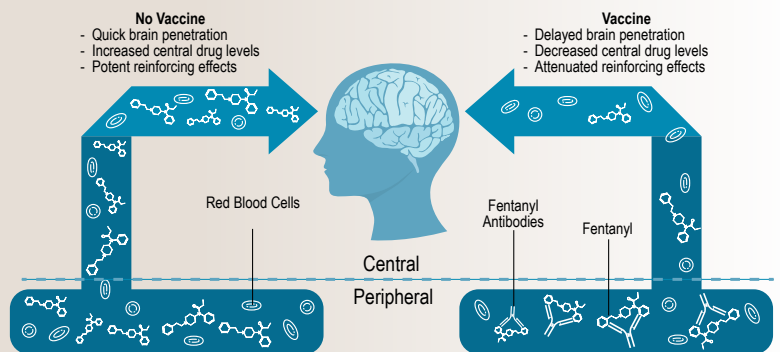 No Vaccine
- Quick brain penetration
- Increased central drug levels
- Potent reinforcing effects
Vaccine
- Delayed brain penetration
- Decreased central drug levels
- Attenuated reinforcing effects
Red Blood Cells
Fentanyl
Antibodies
Fentanyl
Central
Peripheral